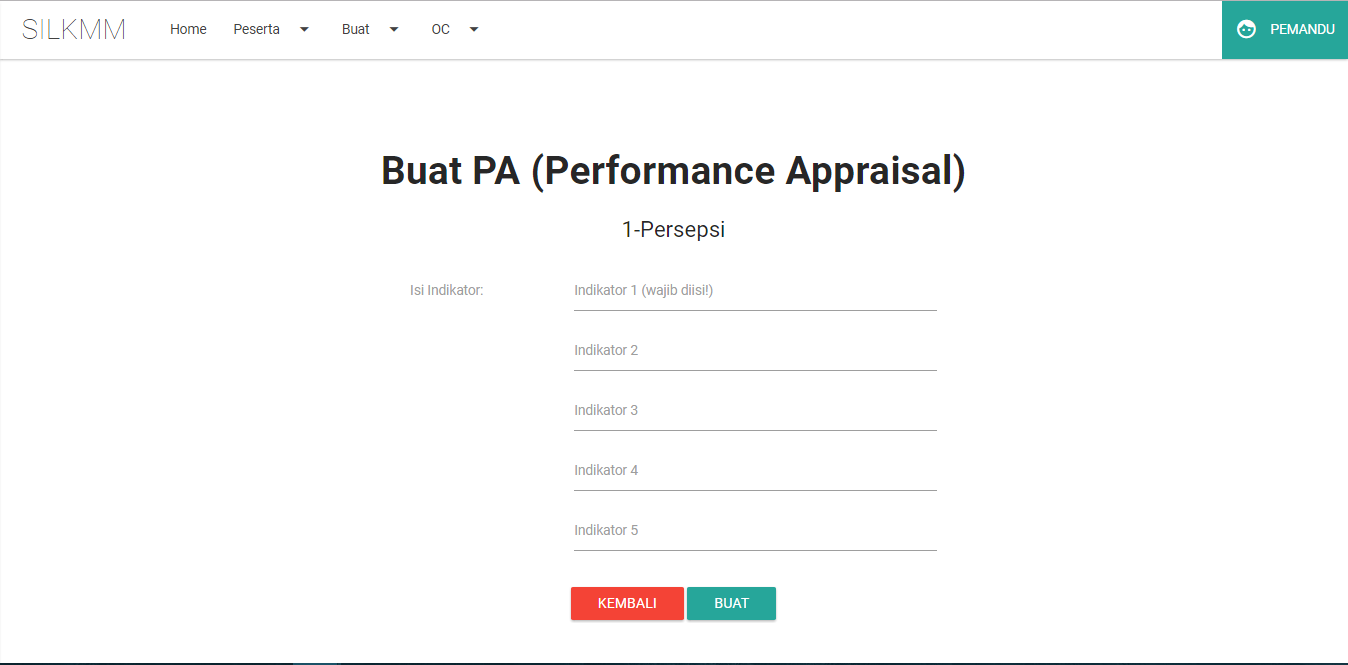 SILKMM Home Peserta Buat OC PEMANDU
Buat PA (Performance Appraisal)
1-Persepsi
Isi Indikator: Indikator 1 (wajib diisi!)
Indikator 2
Indikator 3
Indikator 4
Indikator 5
KEMBALI BUAT